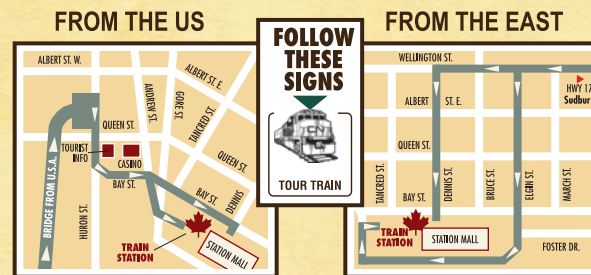 FROM THE US
ALBERT ST. W.
ALBERT ST. E.
ANDREW ST.
GORE ST.
TANCRED ST.
QUEEN ST.
TOURIST
INFO
CASINO
QUEEN ST.
BAY ST.
BAY ST.
DENNIS
BRIDGE FROM U.S.A.
HURON ST.
TRAIN
STATION
STATION MALL
FOLLOW
THESE
SIGNS
CN
TOUR TRAIN
FROM THE EAST
WELLINGTON ST.
HWY 17
Sudbur
ALBERT ST. E.
QUEEN ST.
TANCRED ST.
BAY ST.
DENNIS ST.
BRUCE ST.
ELGIN ST.
MARCH ST.
TRAIN
STATION
STATION MALL
FOSTER DR.